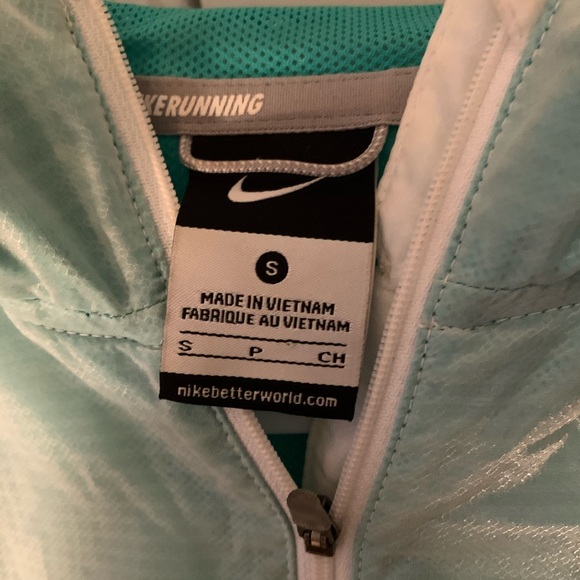 KERUNNING
S
MADE IN VIETNAM
FABRIQUE AU VIETNAM
S P CH
nikebetterworld.com